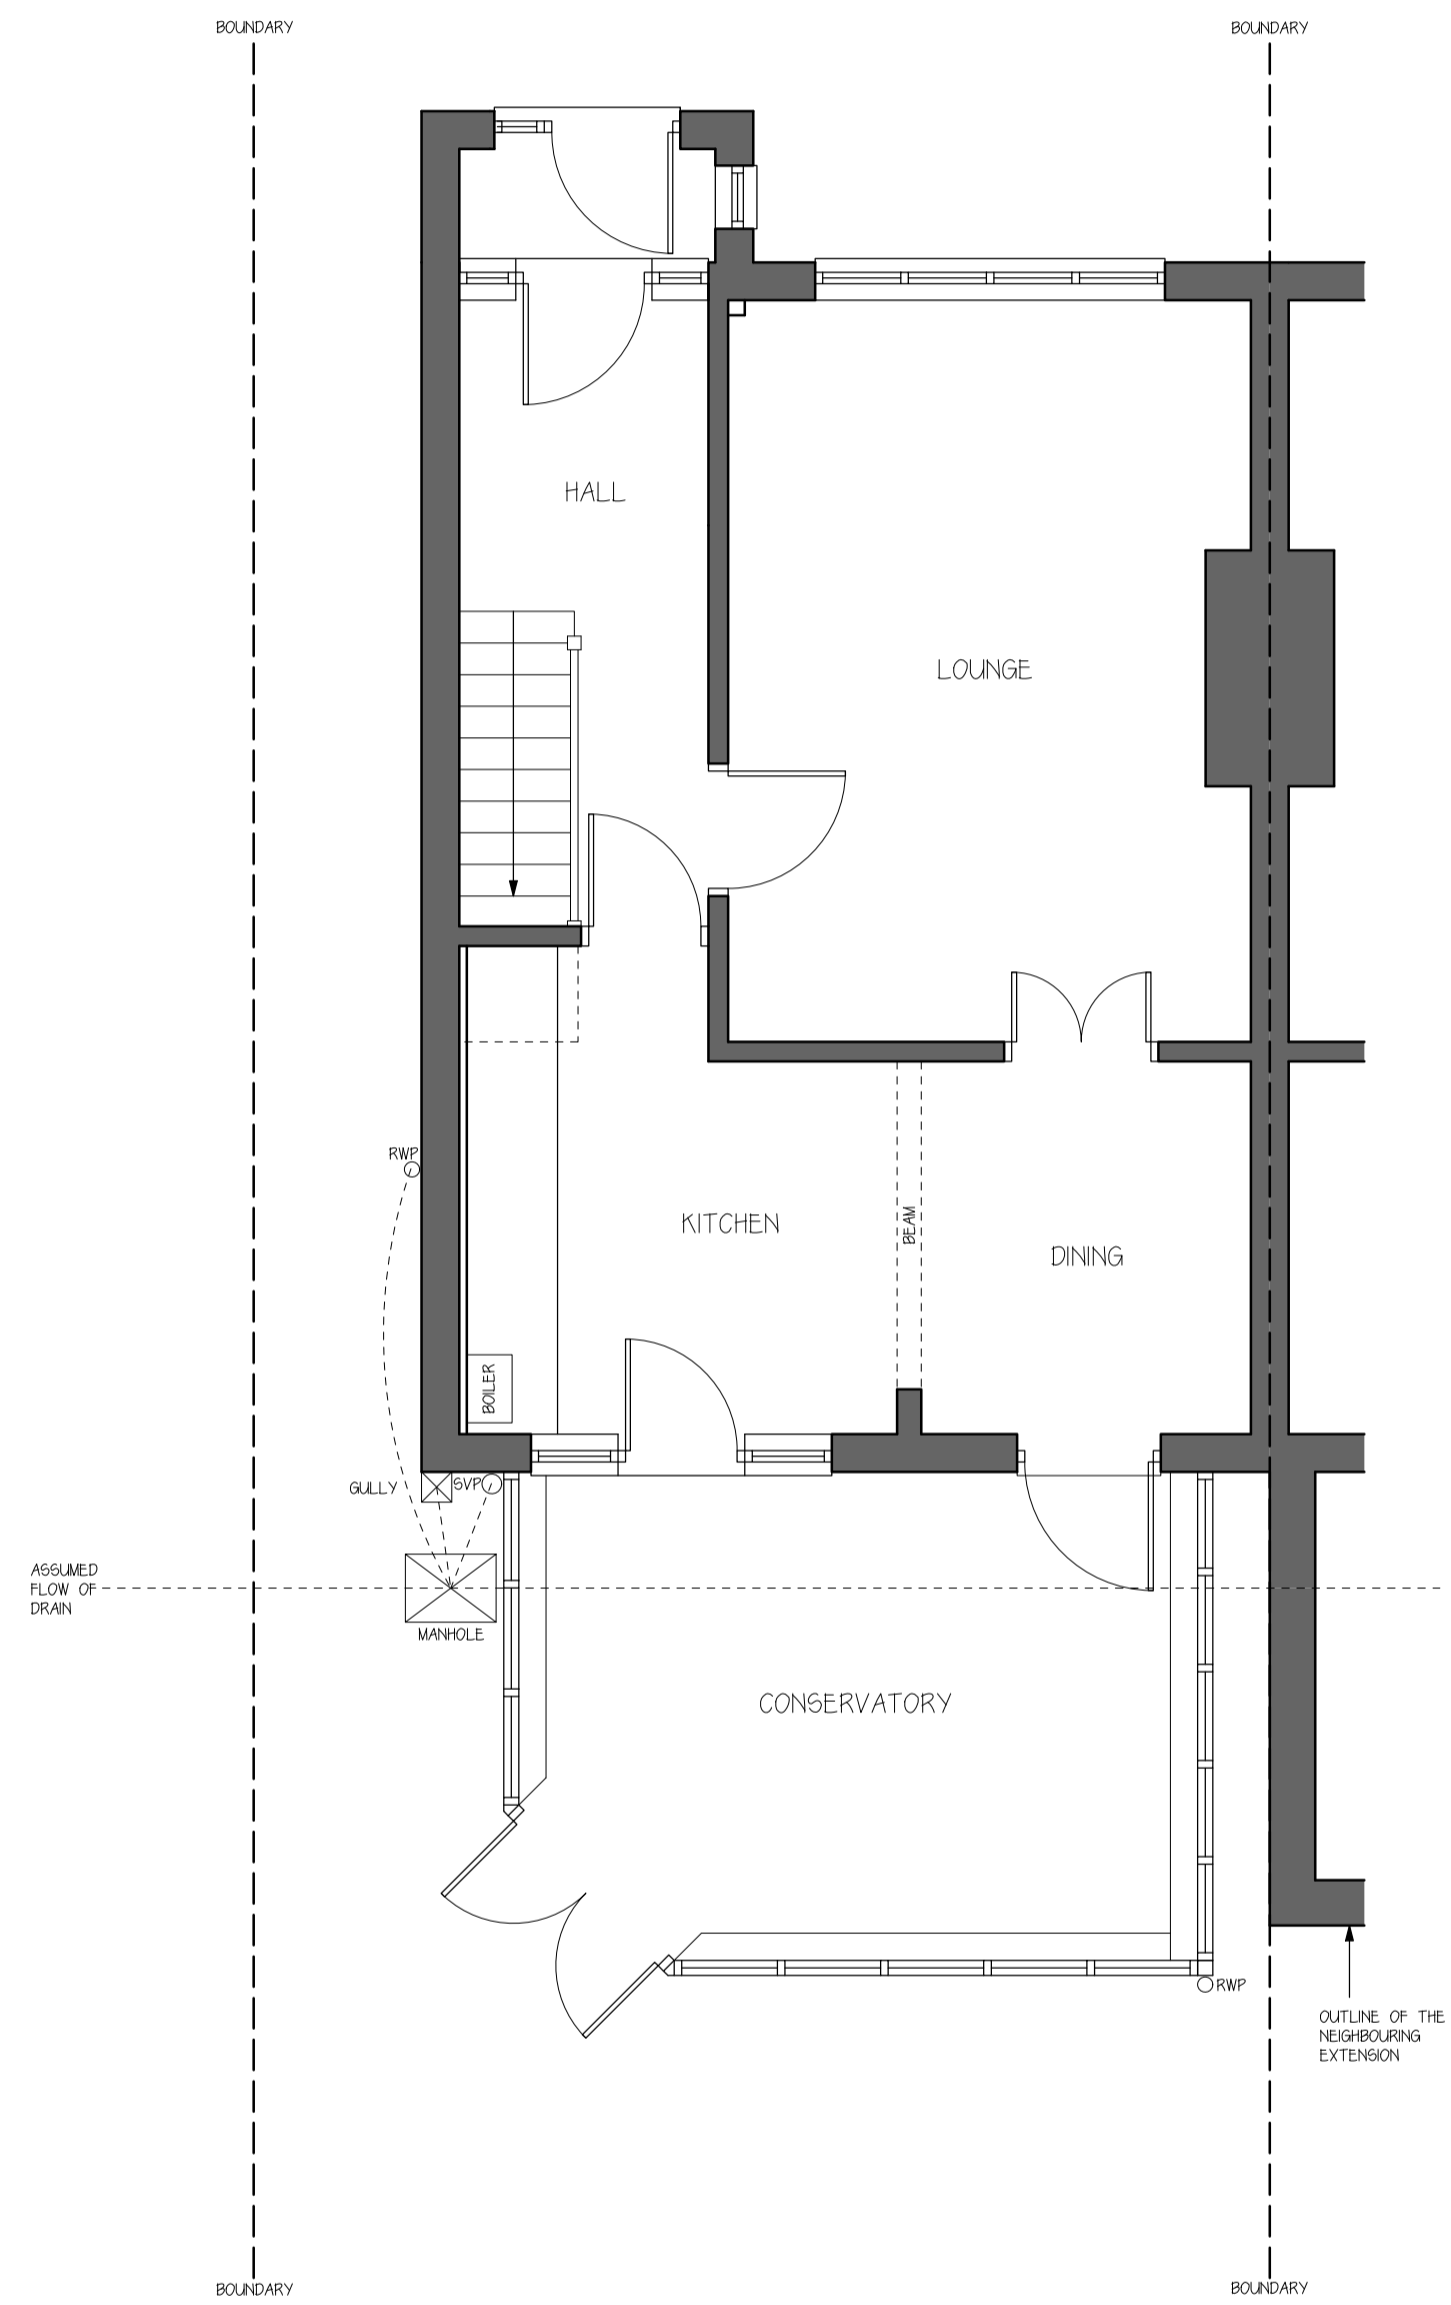 BOUNDARY
BOUNDARY
HALL
LOUNGE
RWP
KITCHEN
BEAM
DINING
BOILER
GULLY
SVP
ASSUMED
FLOW OF
DRAIN
MANHOLE
CONSERVATORY
RWP
OUTLINE OF THE
NEIGHBOURING
EXTENSION
BOUNDARY
BOUNDARY